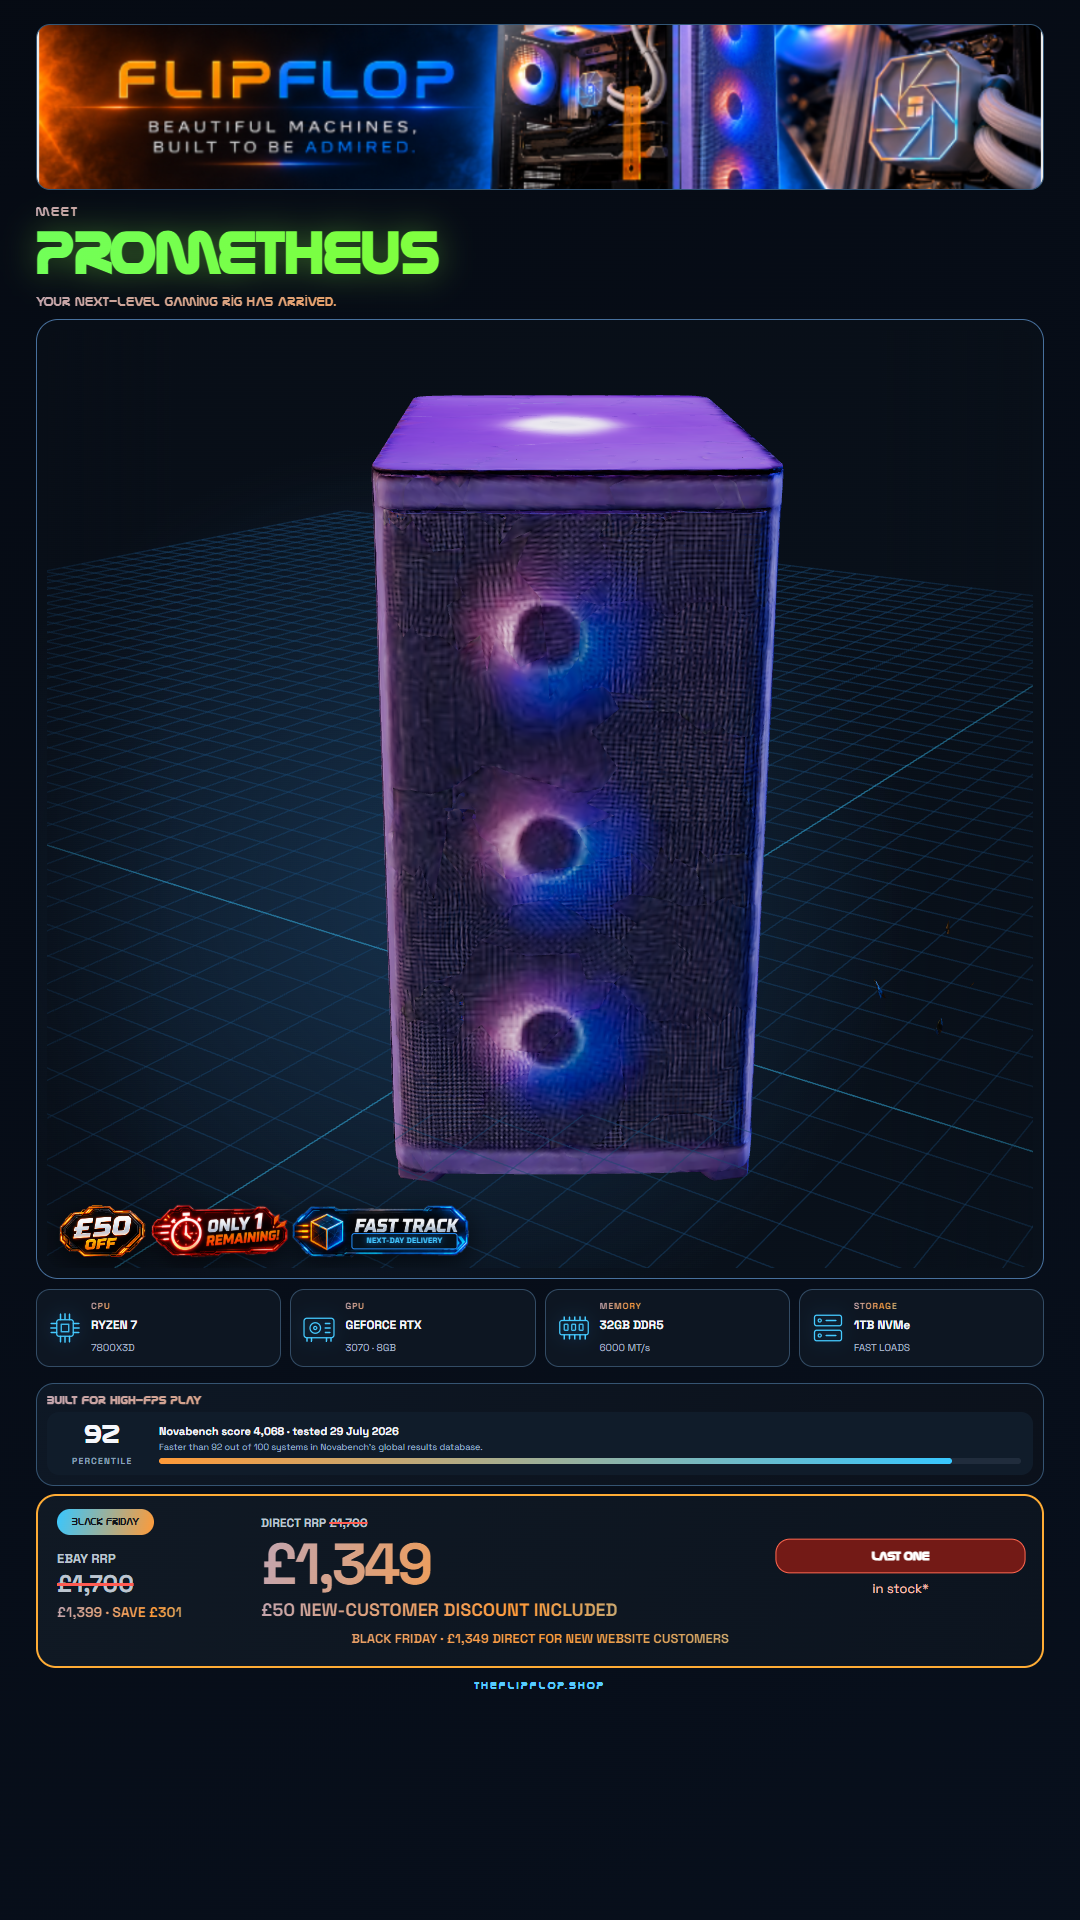 FLIPFLOP
BEAUTIFUL MACHINES,
BUILT TO BE ADMIRED.
MEET
PROMETHEUS
YOUR NEXT-LEVEL GAMING RIG HAS ARRIVED.
£50 OFF
ONLY 1 REMAINING!
FAST TRACK
NEXT-DAY DELIVERY
CPU
RYZEN 7
7800X3D
GPU
GEFORCE RTX
3070 · 8GB
MEMORY
32GB DDR5
6000 MT/s
STORAGE
1TB NVMe
FAST LOADS
BUILT FOR HIGH-FPS PLAY
92
PERCENTILE
Novabench score 4,068 · tested 29 July 2026
Faster than 92 out of 100 systems in Novabench's global results database.
BLACK FRIDAY
EBAY RRP
£1,700
£1,399 · SAVE £301
DIRECT RRP £1,700
£1,349
£50 NEW-CUSTOMER DISCOUNT INCLUDED
LAST ONE
in stock*
BLACK FRIDAY · £1,349 DIRECT FOR NEW WEBSITE CUSTOMERS
THEFLIPFLOP.SHOP